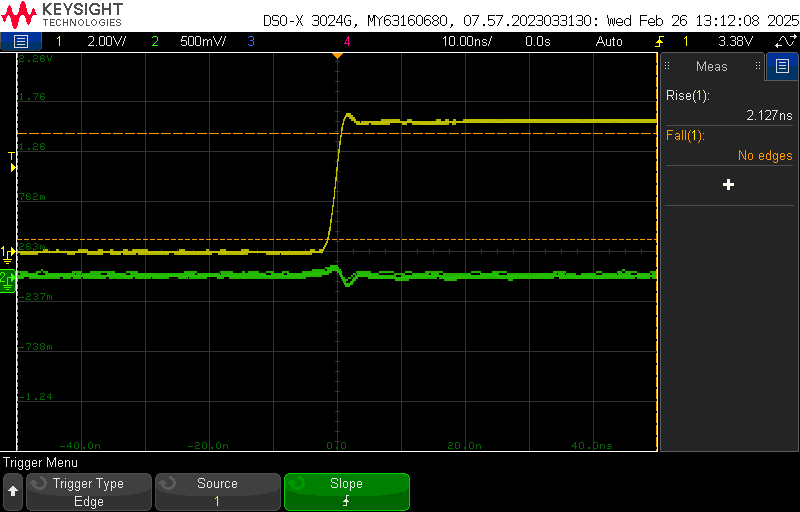 KEYSIGHT
TECHNOLOGIES
DSO-X 3024G, MY63160680, 07.57.2023033130: Wed Feb 26 13:12:08 2025
1 2.00V/ 2 500mV/ 3 4 10.00ns/ 0.0s Auto 1 3.38V
2.26V
1.76
1.26
762m
263m
-237m
-738m
-1.24
-40.0n -20.0n 0.0 20.0n 40.0ns
T
1
2
Meas
Rise(1):
2.127ns
Fall(1):
No edges
Trigger Menu
Trigger Type
Edge
Source
1
Slope